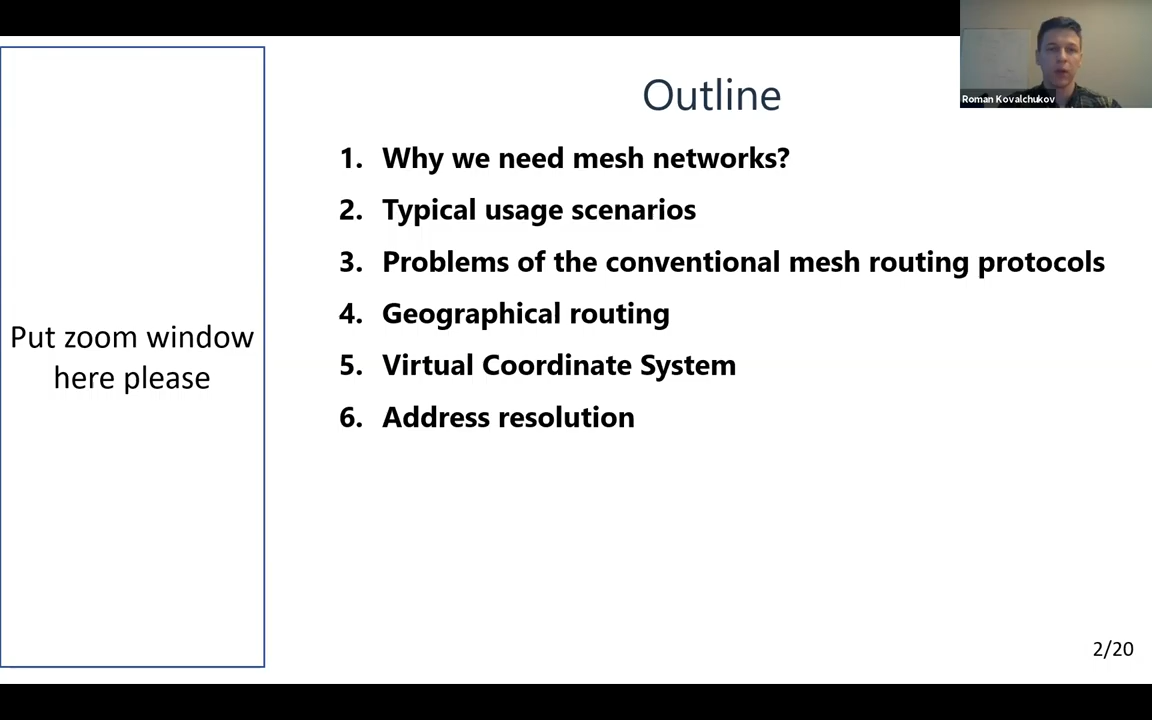 Outline
Roman Kovalchukov
1. Why we need mesh networks?
2. Typical usage scenarios
3. Problems of the conventional mesh routing protocols
4. Geographical routing
5. Virtual Coordinate System
6. Address resolution
Put zoom window
here please
2/20